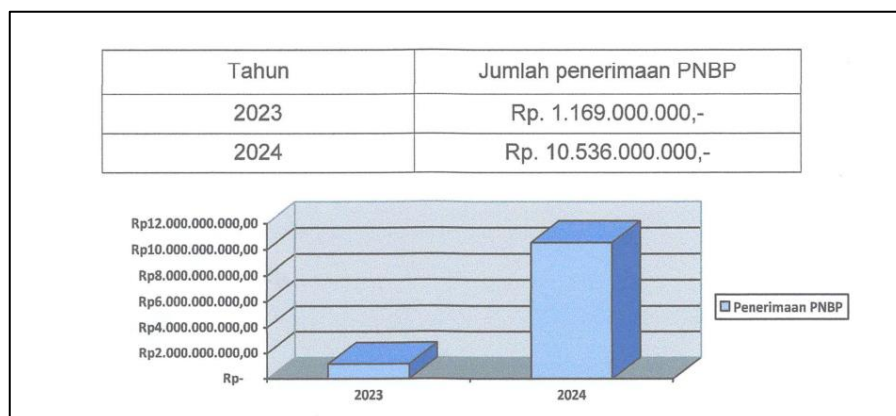 Tahun Jumlah penerimaan PNBP
2023 Rp. 1.169.000.000,-
2024 Rp. 10.536.000.000,-
Rp12.000.000.000,00
Rp10.000.000.000,00
Rp8.000.000.000,00
Rp6.000.000.000,00
Rp4.000.000.000,00
Rp2.000.000.000,00
Rp-
2023 2024
Penerimaan PNBP